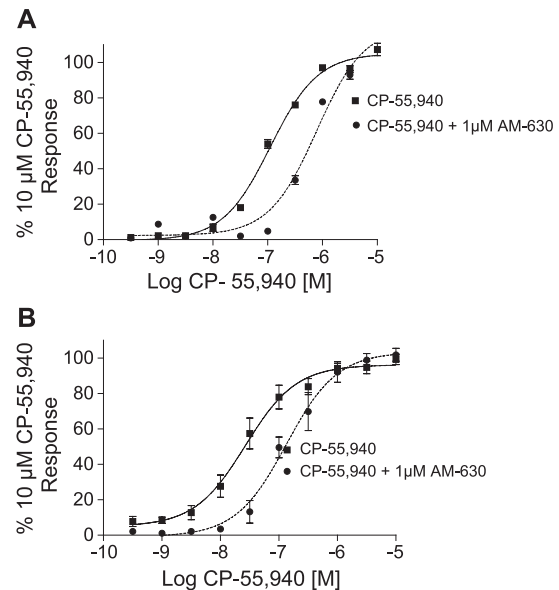 A
% 10 µM CP-55,940
Response
100
80
60
40
20
0
-10
-9
-8
-7
-6
-5
Log CP- 55,940 [M]
CP-55,940
CP-55,940 + 1µM AM-630
B
% 10 µM CP-55,940
Response
100
80
60
40
20
0
-10
-9
-8
-7
-6
-5
Log CP-55,940 [M]
CP-55,940
CP-55,940 + 1µM AM-630